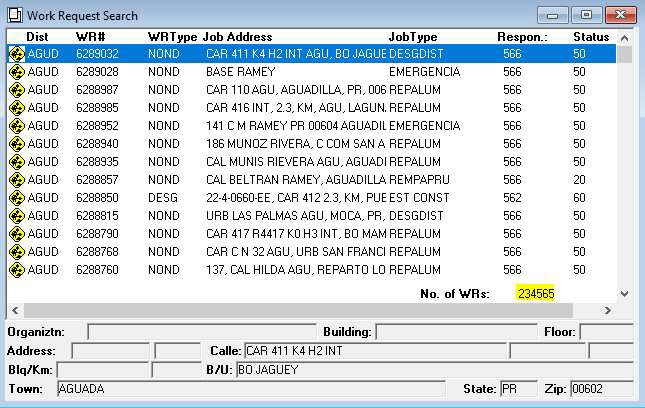 Work Request Search
Dist WR# WRType Job Address JobType Respon.: Status
AGUD 6289032 NOND CAR 411 K4 H2 INT AGU, BO JAGUE DESGDIST 566 50
AGUD 6289028 NOND BASE RAMEY EMERGENCIA 566 50
AGUD 6288987 NOND CAR 110 AGU, AGUADILLA, PR, 006 REPALUM 566 50
AGUD 6288985 NOND CAR 416 INT, 2.3, KM, AGU, LAGUN, REPALUM 566 50
AGUD 6288952 NOND 141 C M RAMEY PR 00604 AGUADIL EMERGENCIA 566 50
AGUD 6288940 NOND 186 MUNOZ RIVERA, C COM SAN A REPALUM 566 50
AGUD 6288935 NOND CAL MUNIS RIEVERA AGU, AGUADI REPALUM 566 50
AGUD 6288857 NOND CAL BELTRAN RAMEY, AGUADILLA REMPAPRU 566 20
AGUD 6288850 DESG 22-4-0660-EE, CAR 412 2.3, KM, PUE EST CONST 562 60
AGUD 6288815 NOND URB LAS PALMAS AGU, MOCA, PR, DESGDIST 566 50
AGUD 6288790 NOND CAR 417 R4417 K0 H3 INT, BO MAM REPALUM 566 50
AGUD 6288768 NOND CAR C N 32 AGU, URB SAN FRANCI REPALUM 566 50
AGUD 6288760 NOND 137, CAL HILDA AGU, REPARTO LO REPALUM 566 50
No. of WRs: 234565
Organiztn: Building: Floor:
Address: Calle: CAR 411 K4 H2 INT
Blq/Km: B/U: BO JAGUEY
Town: AGUADA State: PR Zip: 00602